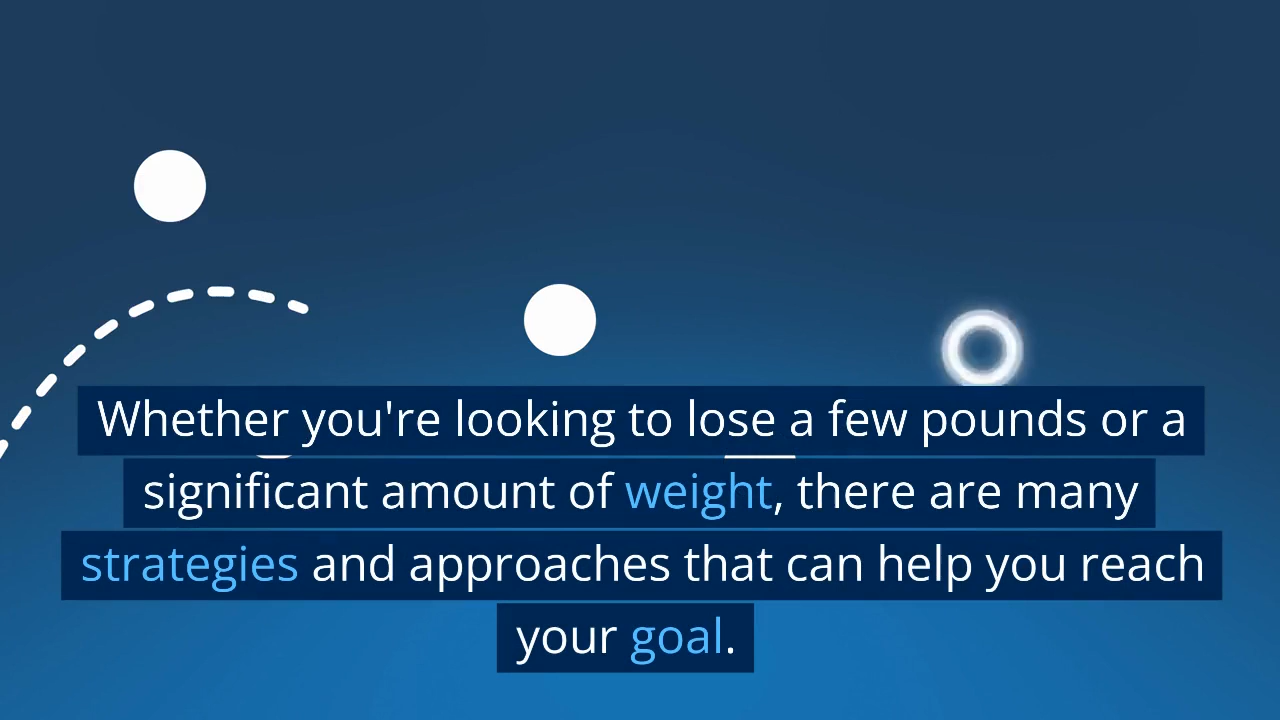 Whether you're looking to lose a few pounds or a
significant amount of weight, there are many
strategies and approaches that can help you reach
your goal.